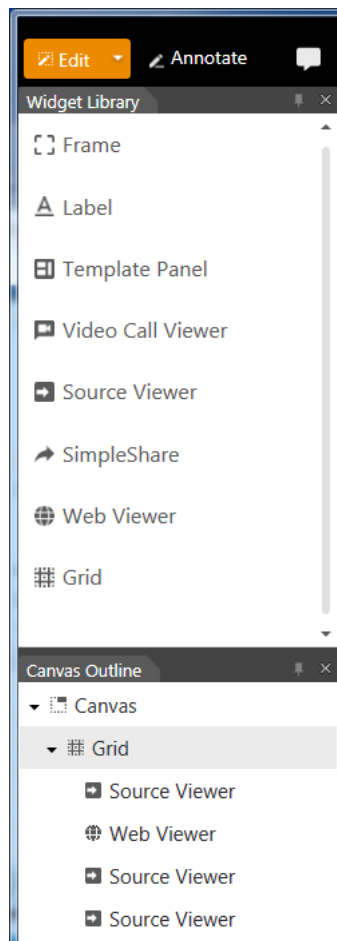 Edit Annotate
Widget Library
Frame
Label
Template Panel
Video Call Viewer
Source Viewer
SimpleShare
Web Viewer
Grid
Canvas Outline
Canvas
Grid
Source Viewer
Web Viewer
Source Viewer
Source Viewer